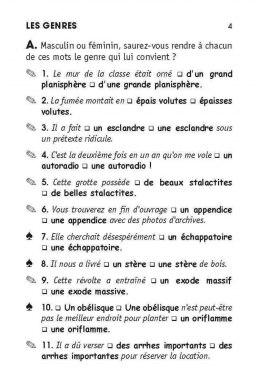 LES GENRES 4
A. Masculin ou féminin, saurez-vous rendre à chacun
de ces mots le genre qui lui convient ?
✎ 1. Le mur de la classe était orné ❑ d'un grand
planisphère ❑ d'une grande planisphère.
✎ 2. La fumée montait en ❑ épais volutes ❑ épaisses
volutes.
✎ 3. Il a fait ❑ un esclandre ❑ une esclandre sous
un prétexte ridicule.
✎ 4. C'est la deuxième fois en un an qu'on me vole ❑ un
autoradio ❑ une autoradio !
✎ 5. Cette grotte possède ❑ de beaux stalactites
❑ de belles stalactites.
✎ 6. Vous trouverez en fin d'ouvrage ❑ un appendice
❑ une appendice avec des photos d'archives.
♠ 7. Elle cherchait désespérément ❑ un échappatoire
❑ une échappatoire.
♠ 8. Il nous a livré ❑ un stère ❑ une stère de bois.
✎ 9. Cette révolte a entraîné ❑ un exode massif
❑ une exode massive.
♠ 10. ❑ Un obélisque ❑ Une obélisque n'est peut-être
pas le meilleur endroit pour planter ❑ un oriflamme
❑ une oriflamme.
✎ 11. Il a dû verser ❑ des arrhes importants ❑ des
arrhes importantes pour réserver la location.